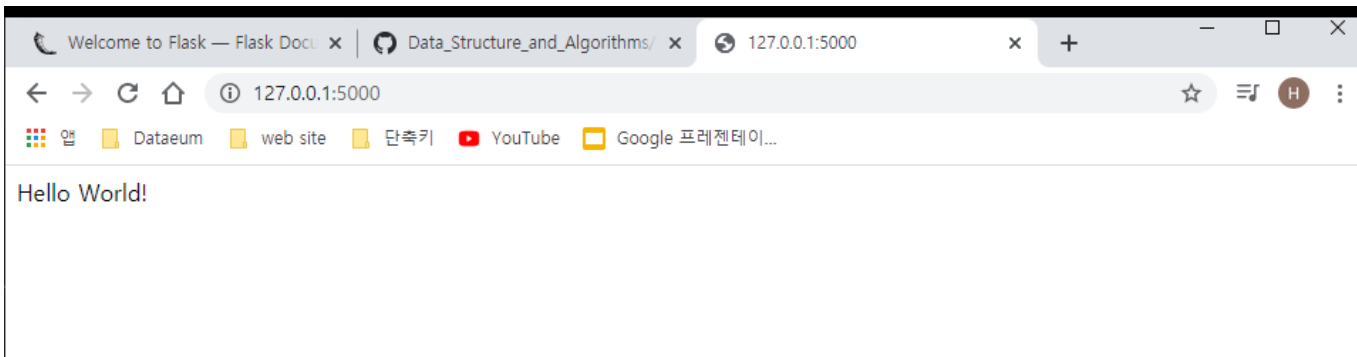 Welcome to Flask — Flask Docu
Data_Structure_and_Algorithms/
127.0.0.1:5000
127.0.0.1:5000
H
앱 Dataeum web site 단축키 YouTube Google 프레젠테이...
Hello World!